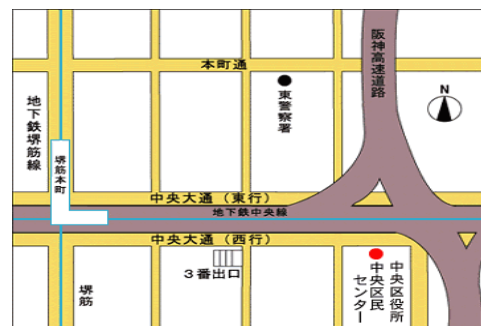 本町通
阪神高速道路
N
東警察署
地下鉄堺筋線
堺筋本町
中央大通（東行）
地下鉄中央線
中央大通（西行）
３番出口
堺筋
中央区役所
中央区民
センター